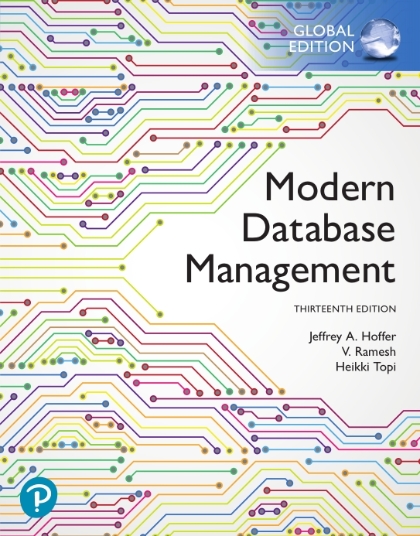 GLOBAL
EDITION
Modern
Database
Management
THIRTEENTH EDITION
Jeffrey A. Hoffer
V. Ramesh
Heikki Topi
P